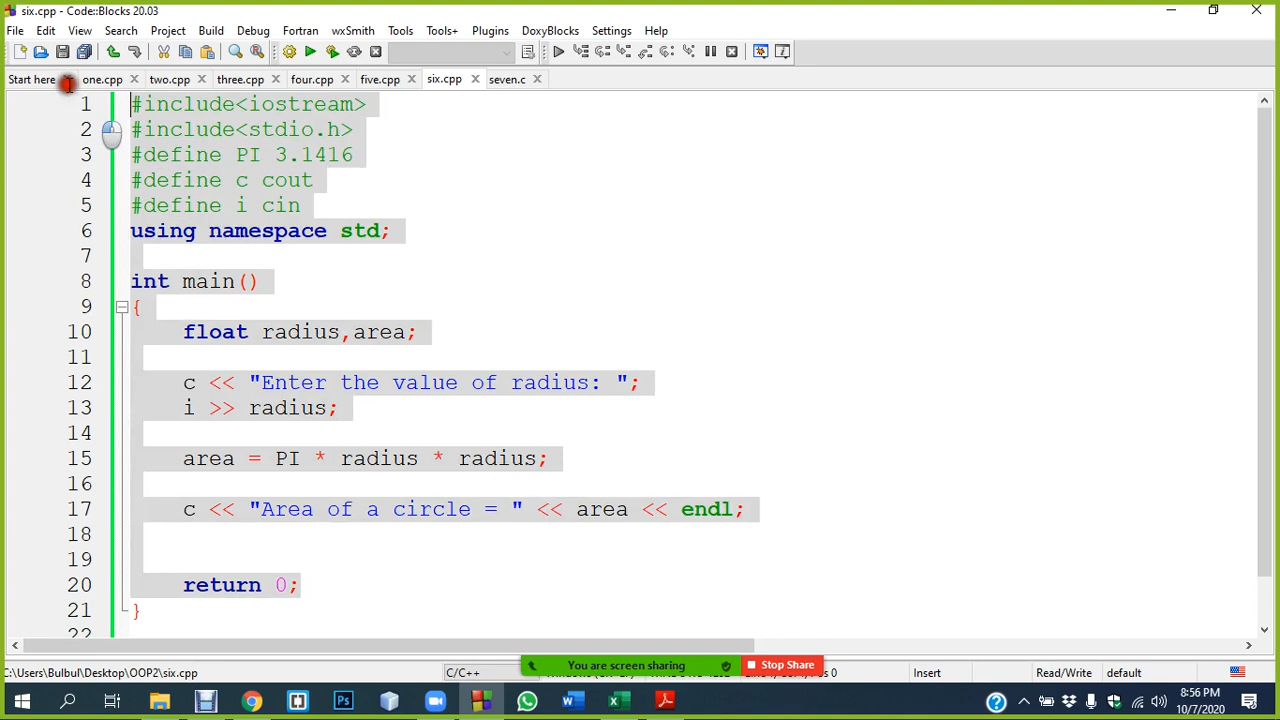 six.cpp - Code::Blocks 20.03
File Edit View Search Project Build Debug Fortran wxSmith Tools Tools+ Plugins DoxyBlocks Settings Help
Start here one.cpp two.cpp three.cpp four.cpp five.cpp six.cpp seven.c
1 #include<iostream>
2 #include<stdio.h>
3 #define PI 3.1416
4 #define c cout
5 #define i cin
6 using namespace std;
7
8 int main()
9 {
10 float radius,area;
11
12 c << "Enter the value of radius: ";
13 i >> radius;
14
15 area = PI * radius * radius;
16
17 c << "Area of a circle = " << area << endl;
18
19
20 return 0;
21 }
22
You are screen sharing Stop Share
C:\Users\Bulbul\Desktop\OOP2\six.cpp C/C++ Insert Read/Write default
8:56 PM
10/7/2020